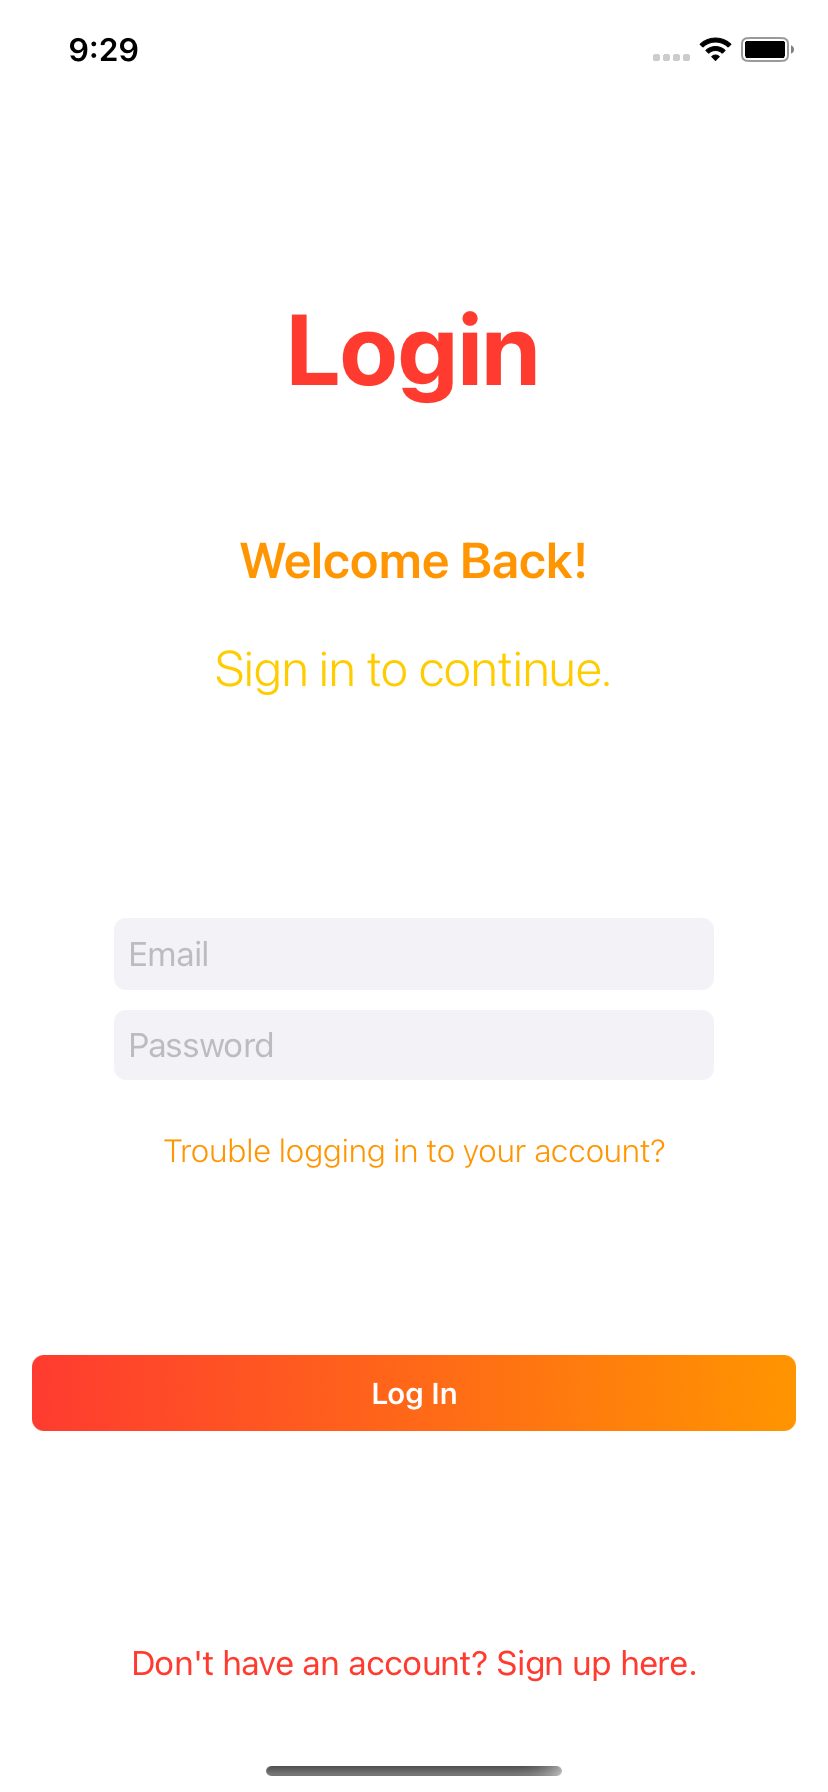 9:29
Login
Welcome Back!
Sign in to continue.
Email
Password
Trouble logging in to your account?
Log In
Don't have an account? Sign up here.